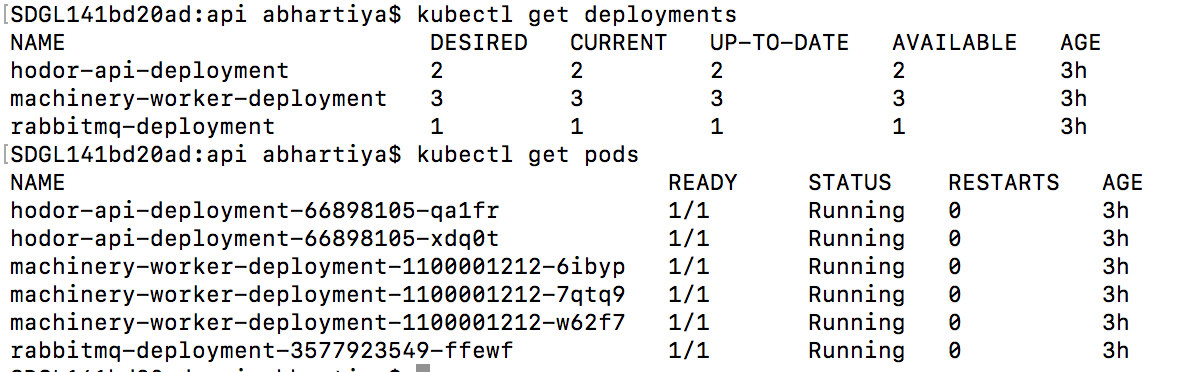 [SDGL141bd20ad:api abhartiya$ kubectl get deployments
NAME DESIRED CURRENT UP-TO-DATE AVAILABLE AGE
hodor-api-deployment 2 2 2 2 3h
machinery-worker-deployment 3 3 3 3 3h
rabbitmq-deployment 1 1 1 1 3h
[SDGL141bd20ad:api abhartiya$ kubectl get pods
NAME READY STATUS RESTARTS AGE
hodor-api-deployment-66898105-qa1fr 1/1 Running 0 3h
hodor-api-deployment-66898105-xdq0t 1/1 Running 0 3h
machinery-worker-deployment-1100001212-6ibyp 1/1 Running 0 3h
machinery-worker-deployment-1100001212-7qtq9 1/1 Running 0 3h
machinery-worker-deployment-1100001212-w62f7 1/1 Running 0 3h
rabbitmq-deployment-3577923549-ffewf 1/1 Running 0 3h
SDGL141bd20ad:api abhartiya$